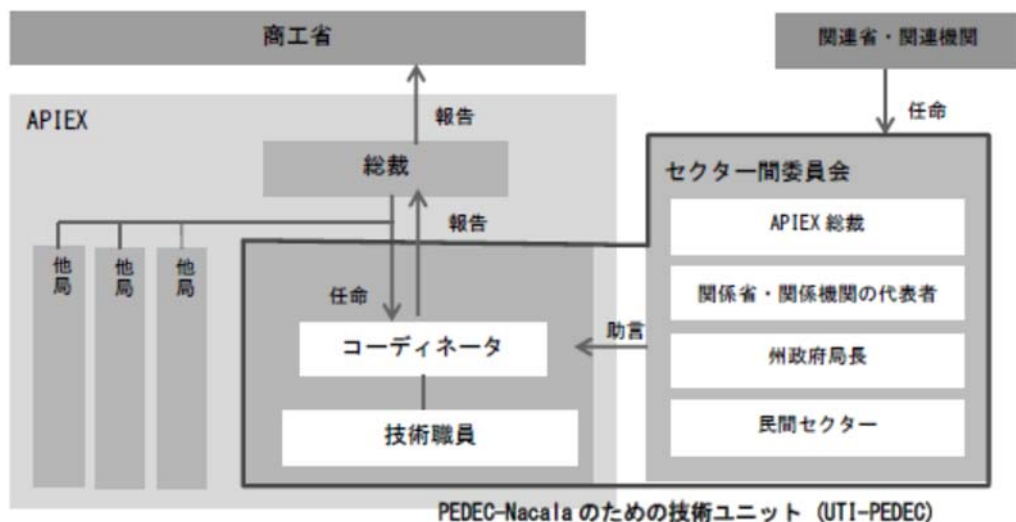 商工省
関連省・関連機関
報告
任命
APIEX
総裁
セクター間委員会
APIEX 総裁
報告
他局
他局
他局
任命
関係省・関係機関の代表者
コーディネータ
助言
州政府局長
技術職員
民間セクター
PEDEC-Nacala のための技術ユニット (UTI-PEDEC)